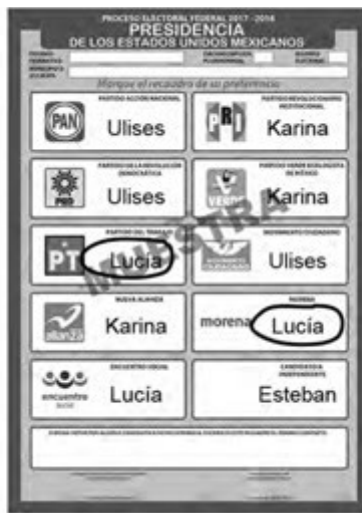 PROCESO ELECTORAL FEDERAL 2017 - 2018
PRESIDENCIA
DE LOS ESTADOS UNIDOS MEXICANOS
Marque el recuadro de su preferencia
PARTIDO ACCIÓN NACIONAL
PAN
Ulises
PARTIDO REVOLUCIONARIO
INSTITUCIONAL
PRI
Karina
PARTIDO DE LA REVOLUCIÓN
DEMOCRÁTICA
PRD
Ulises
PARTIDO VERDE ECOLOGISTA
DE MÉXICO
VERDE
Karina
MUESTRA
PARTIDO DEL TRABAJO
PT
Lucía
MOVIMIENTO CIUDADANO
MOVIMIENTO
CIUDADANO
Ulises
NUEVA ALIANZA
alianza
Karina
MORENA
morena
Lucía
ENCUENTRO SOCIAL
encuentro
social
Lucía
CANDIDATO/A
INDEPENDIENTE
Esteban